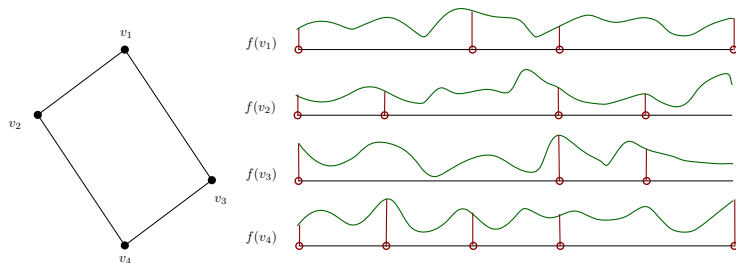 v₁
v₂
v₃
v₄
f(v₁)
f(v₂)
f(v₃)
f(v₄)